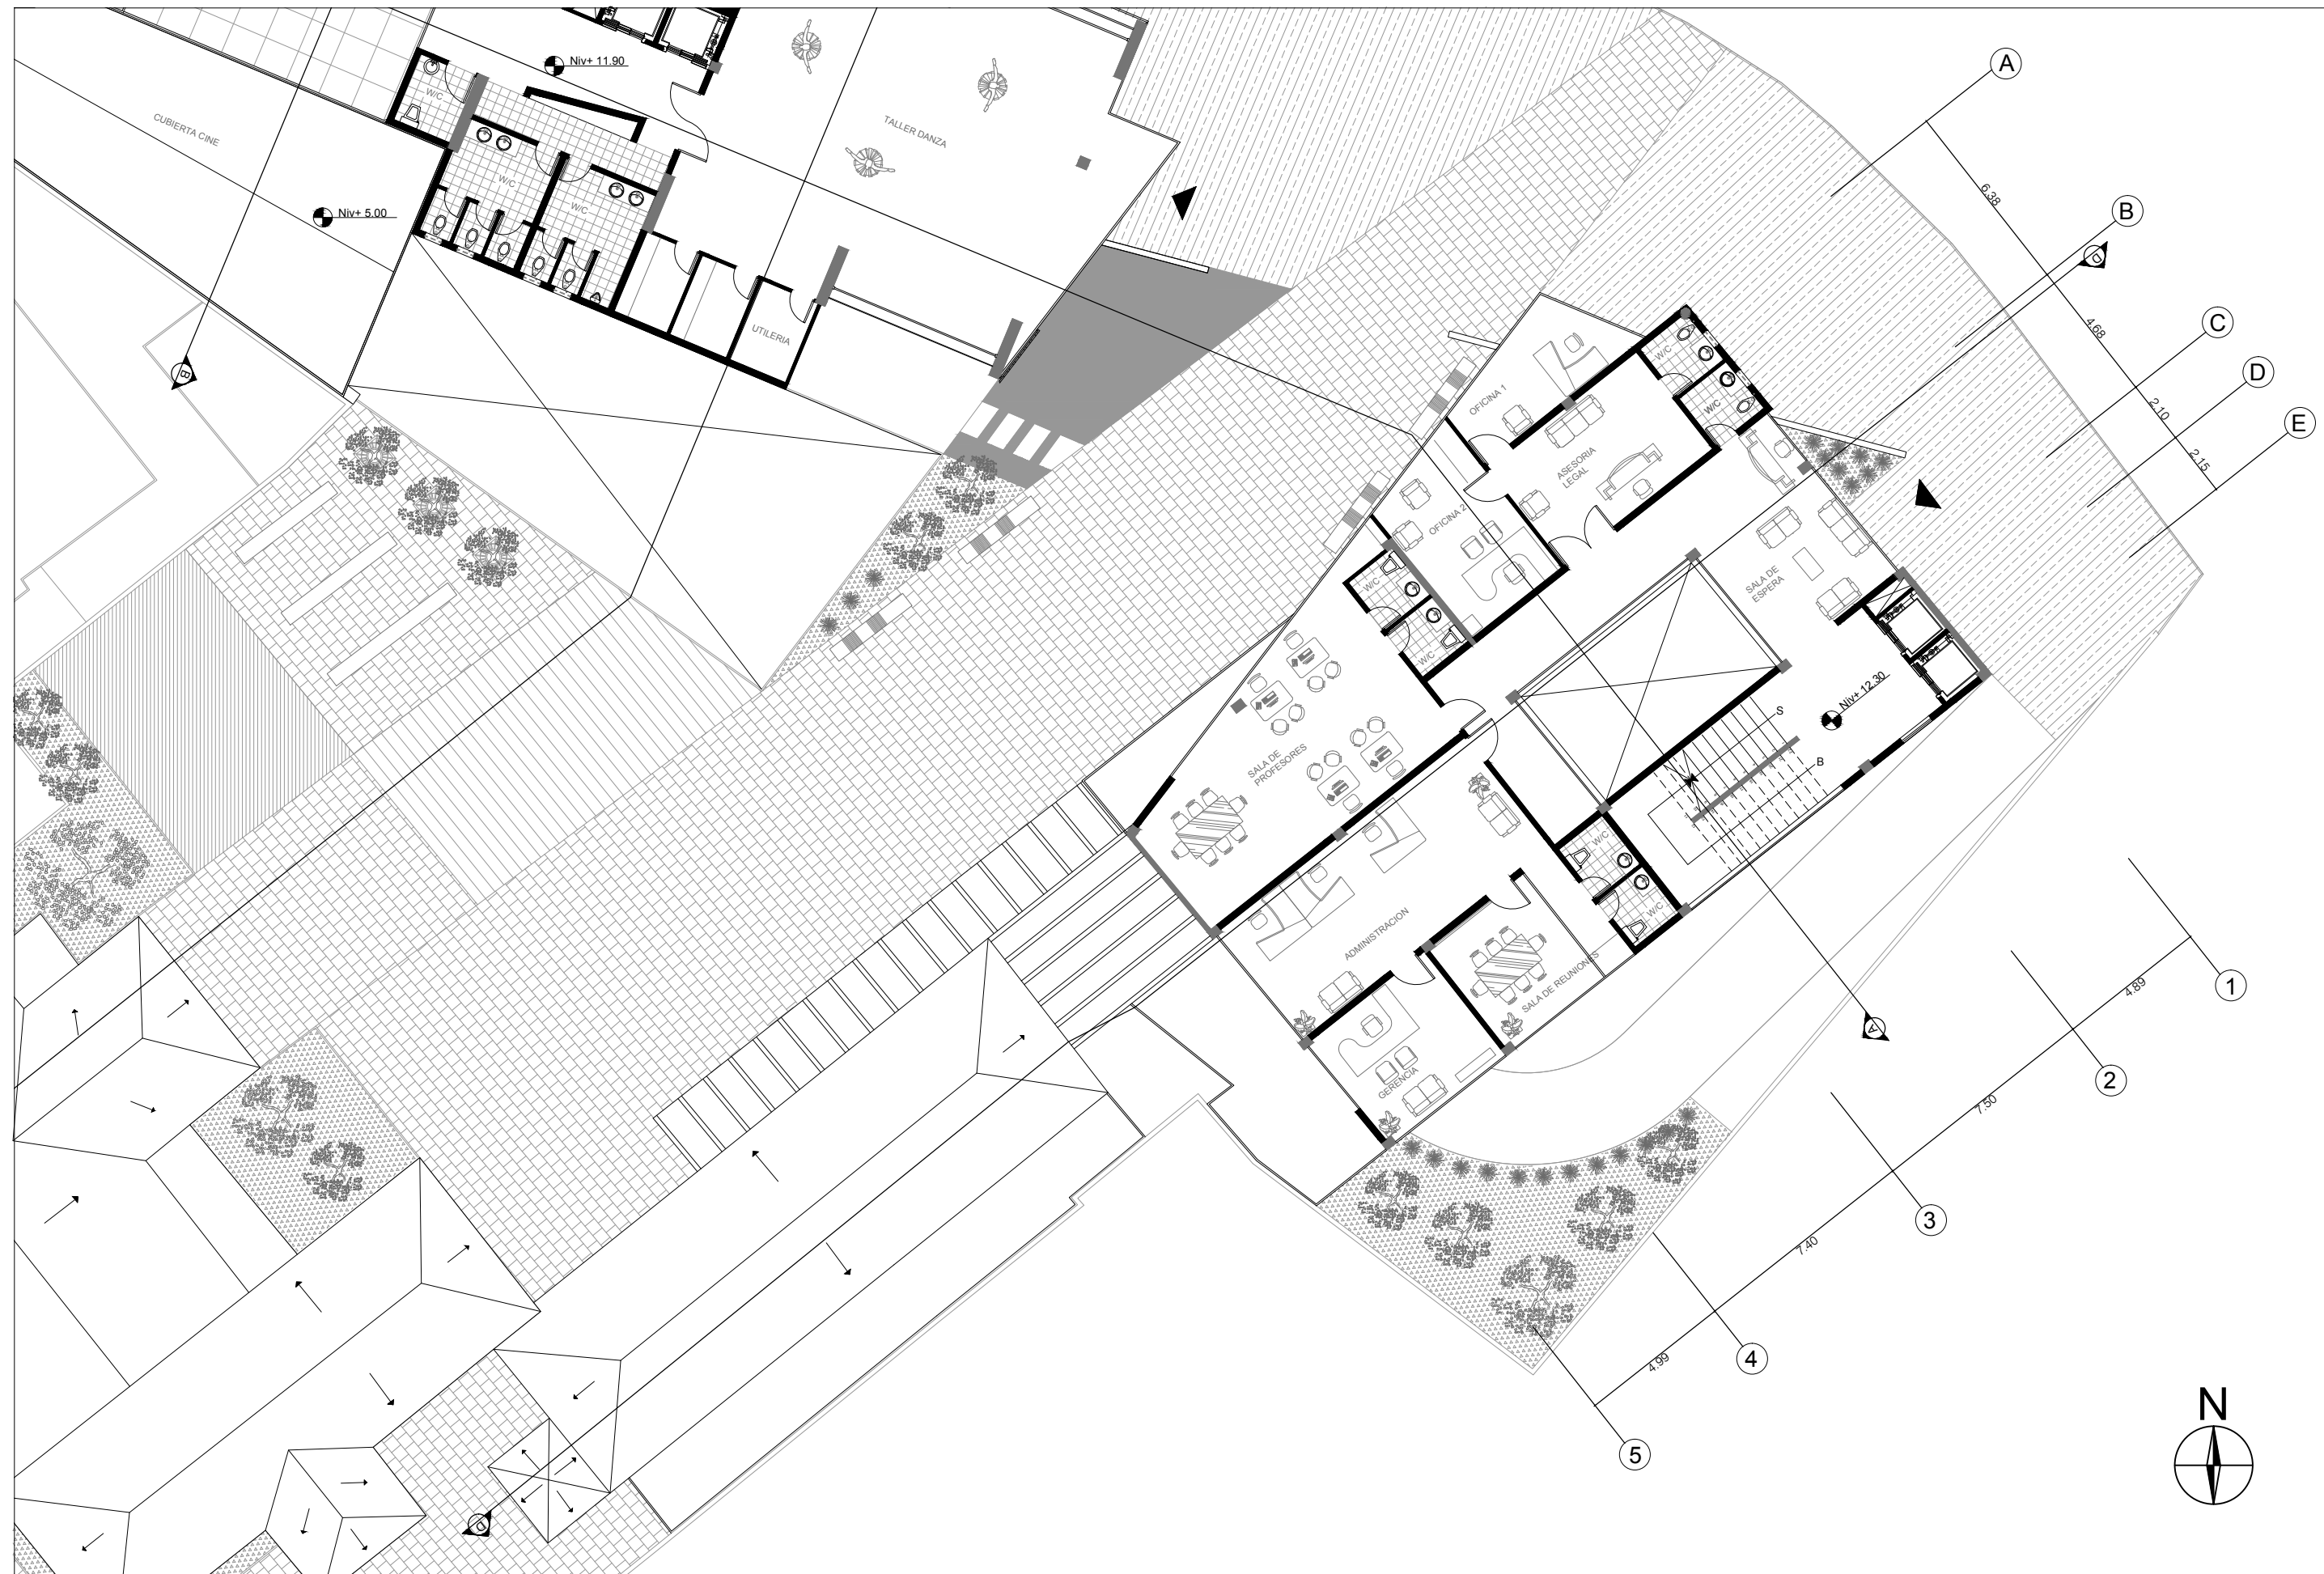 Niv+ 11.90
W/C
CUBIERTA CINE
TALLER DANZA
A
W/C
W/C
Niv+ 5.00
6.38
B
D
UTILERIA
4.68
C
B
W/C
D
OFICINA 1
W/C
2.10
E
ASESORIA
LEGAL
2.15
OFICINA 2
W/C
SALA DE
ESPERA
W/C
Niv+ 12.30
S
SALA DE
PROFESORES
B
W/C
W/C
ADMINISTRACION
SALA DE REUNIONES
4.89
1
A
GERENCIA
2
7.50
3
7.40
4
4.99
N
5
D